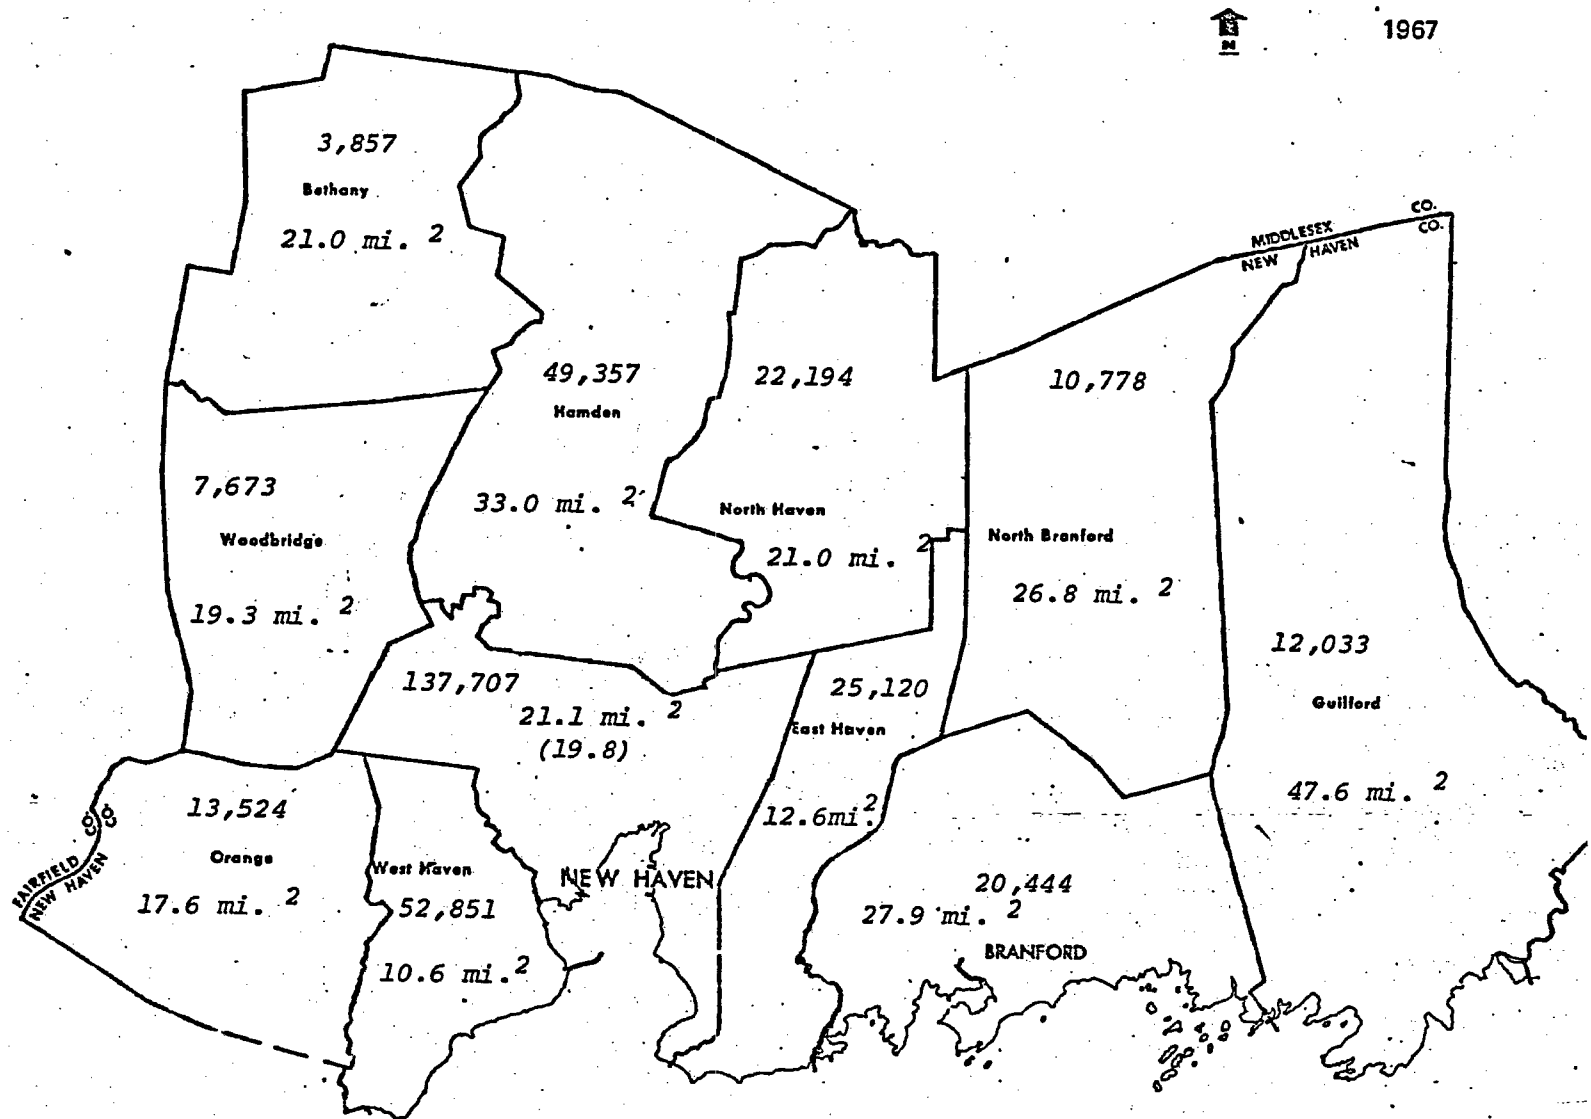 1967
N
3,857
Bethany
21.0 mi. 2
MIDDLESEX CO.
NEW HAVEN CO.
49,357
Hamden
33.0 mi. 2
22,194
North Haven
21.0 mi. 2
10,778
North Branford
26.8 mi. 2
7,673
Woodbridge
19.3 mi. 2
12,033
Guilford
47.6 mi. 2
137,707
21.1 mi. 2
(19.8)
NEW HAVEN
25,120
East Haven
12.6mi. 2
13,524
Orange
17.6 mi. 2
FAIRFIELD CO.
NEW HAVEN CO.
West Haven
52,851
10.6 mi. 2
20,444
27.9 mi. 2
BRANFORD